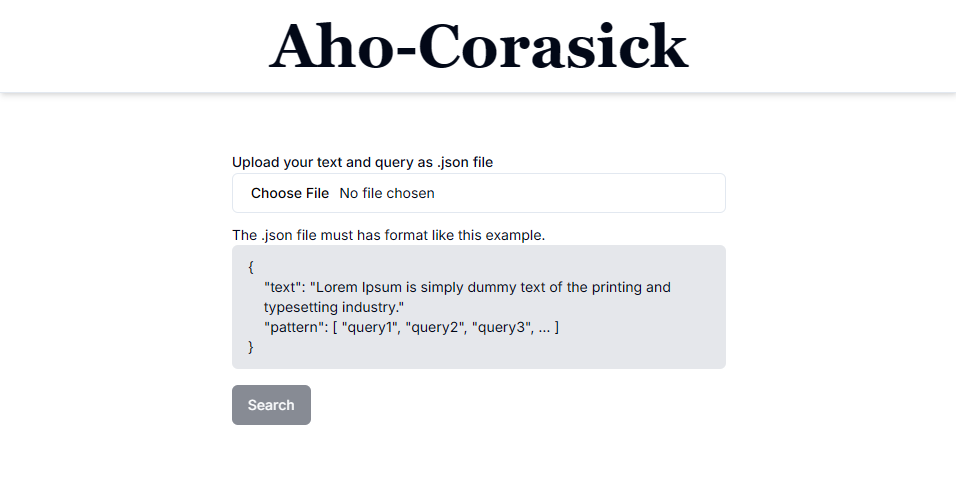 Aho-Corasick
Upload your text and query as .json file
Choose File No file chosen
The .json file must has format like this example.
{
"text": "Lorem Ipsum is simply dummy text of the printing and
typesetting industry."
"pattern": [ "query1", "query2", "query3", ... ]
}
Search